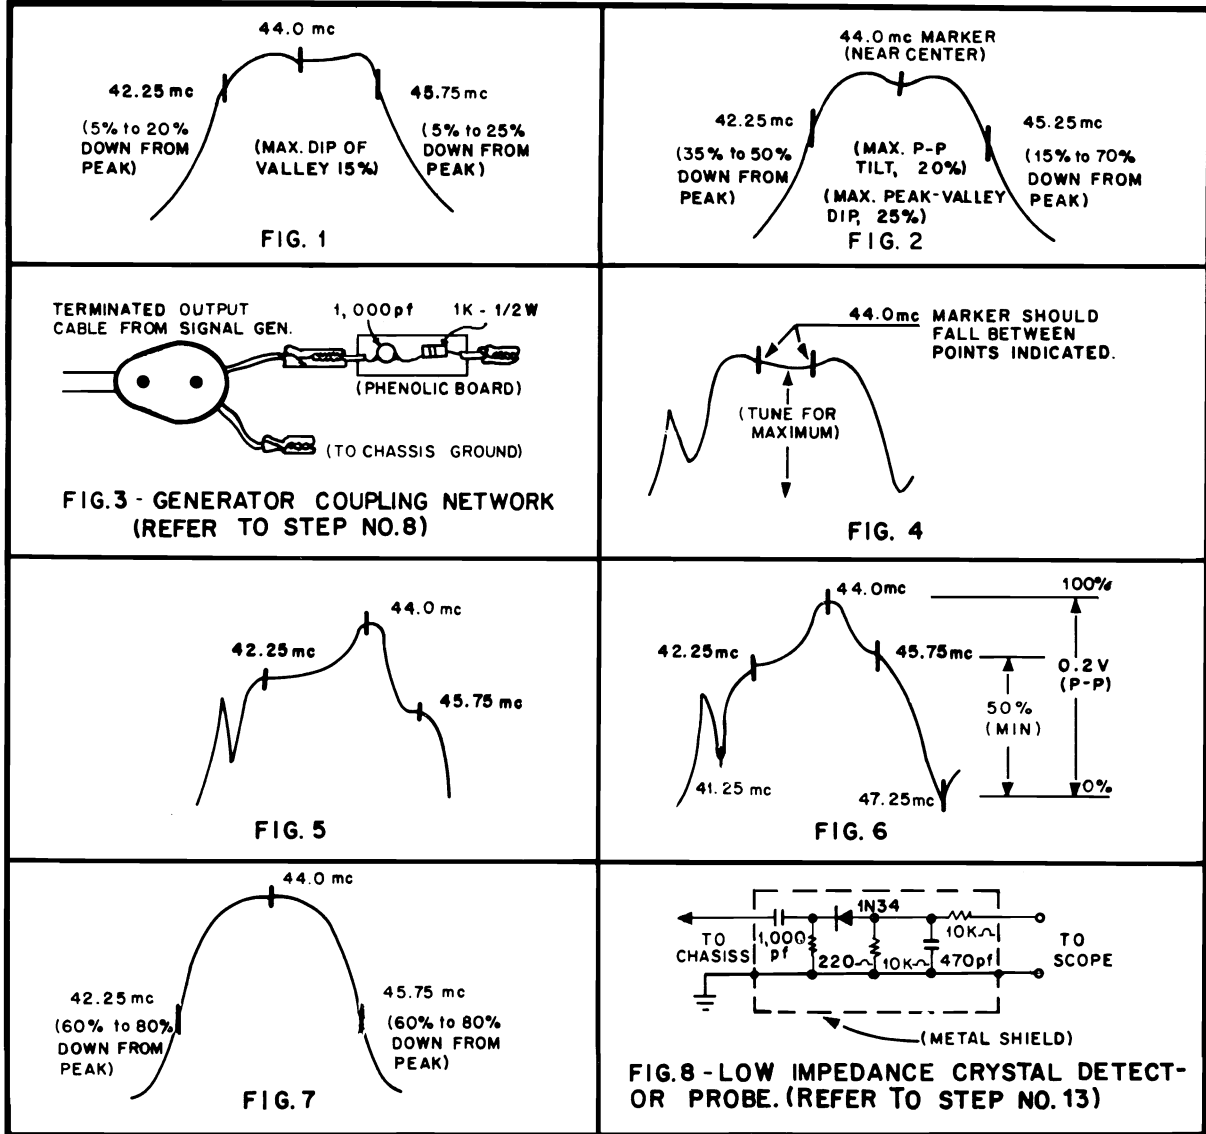 44.0 mc
42.25 mc
45.75 mc
(5% to 20%
DOWN FROM
PEAK)
(MAX. DIP OF
VALLEY 15%)
(5% to 25%
DOWN FROM
PEAK)
FIG. 1
44.0 mc MARKER
(NEAR CENTER)
42.25 mc
45.25 mc
(35% to 50%
DOWN FROM
PEAK)
(MAX. P-P
TILT, 20%)
(MAX. PEAK-VALLEY
DIP, 25%)
(15% to 70%
DOWN FROM
PEAK)
FIG. 2
TERMINATED OUTPUT
CABLE FROM SIGNAL GEN.
1,000pf
1K - 1/2W
(PHENOLIC BOARD)
(TO CHASSIS GROUND)
FIG.3 - GENERATOR COUPLING NETWORK
(REFER TO STEP NO.8)
44.0mc MARKER SHOULD
FALL BETWEEN
POINTS INDICATED.
(TUNE FOR
MAXIMUM)
FIG. 4
44.0 mc
42.25mc
45.75 mc
FIG. 5
44.0mc
100%
42.25mc
45.75mc
0.2V
(P-P)
50%
(MIN)
41.25 mc
47.25mc
0%
FIG. 6
44.0 mc
42.25 mc
45.75 mc
(60% to 80%
DOWN FROM
PEAK)
(60% to 80%
DOWN FROM
PEAK)
FIG.7
1N34
TO
CHASISS
1,000
pf
220Ω
10KΩ
470pf
10KΩ
TO
SCOPE
(METAL SHIELD)
FIG.8 - LOW IMPEDANCE CRYSTAL DETECT-
OR PROBE. (REFER TO STEP NO. 13)